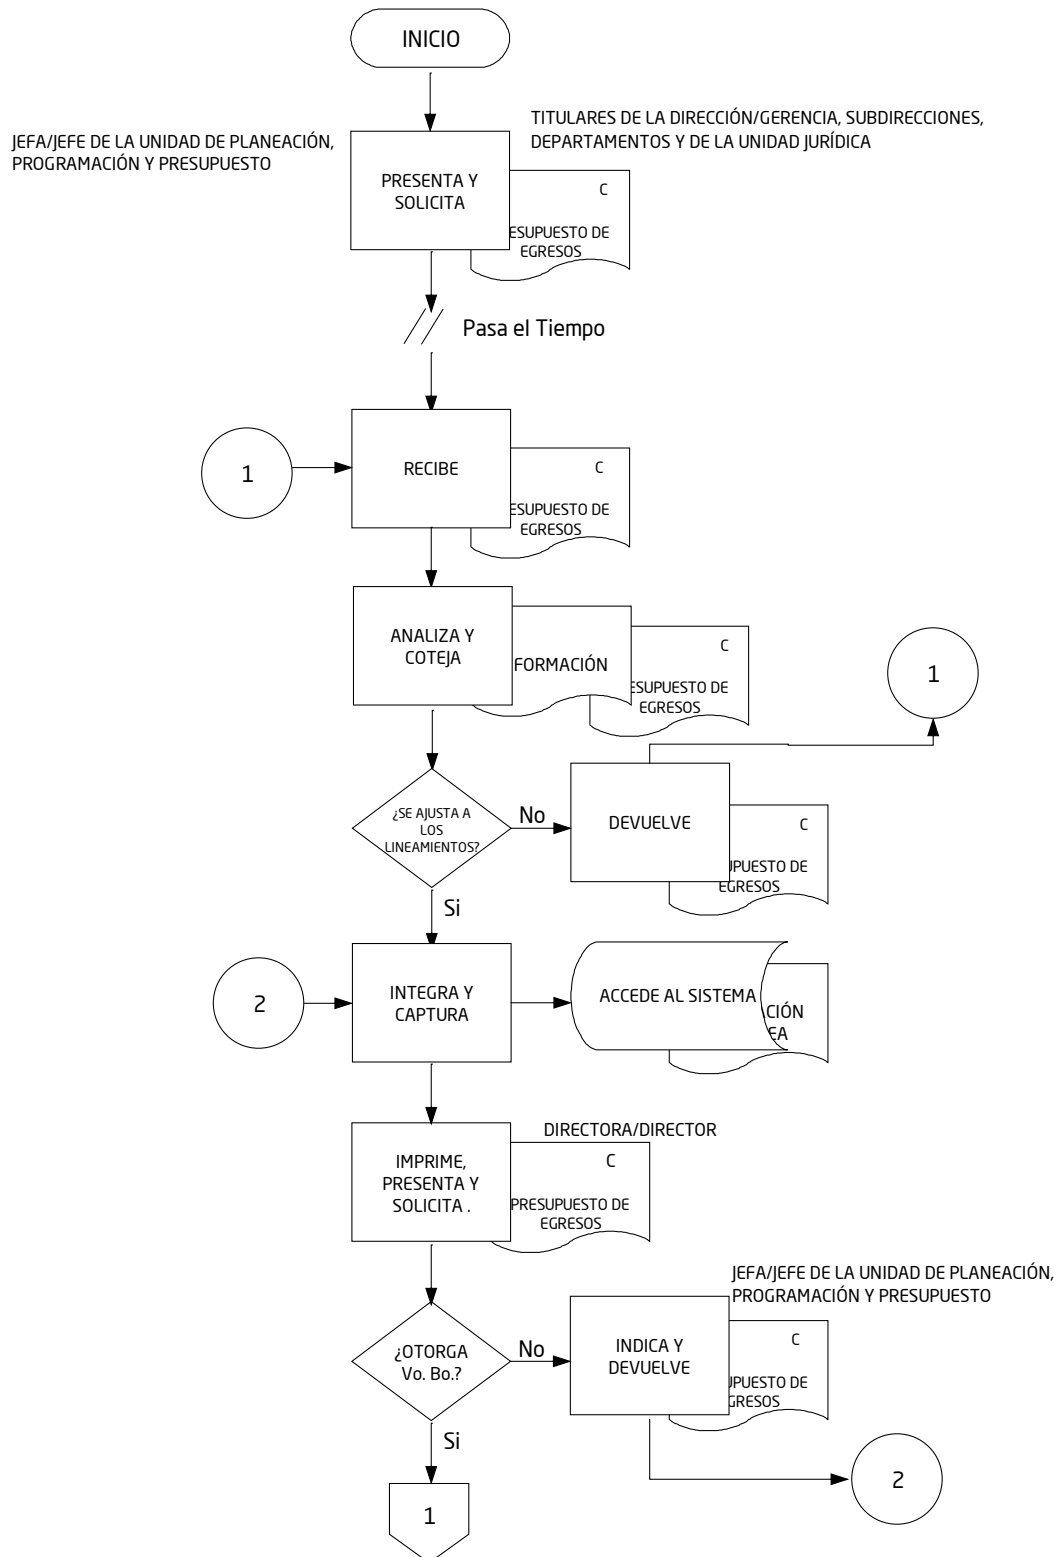 INICIO
JEFA/JEFE DE LA UNIDAD DE PLANEACIÓN,
PROGRAMACIÓN Y PRESUPUESTO
TITULARES DE LA DIRECCIÓN/GERENCIA, SUBDIRECCIONES,
DEPARTAMENTOS Y DE LA UNIDAD JURÍDICA
PRESENTA Y
SOLICITA
C
ESUPUESTO DE
EGRESOS
Pasa el Tiempo
1
RECIBE
C
ESUPUESTO DE
EGRESOS
ANALIZA Y
COTEJA
FORMACIÓN
C
ESUPUESTO DE
EGRESOS
1
¿SE AJUSTA A
LOS
LINEAMIENTOS?
No
DEVUELVE
C
UPUESTO DE
EGRESOS
Si
2
INTEGRA Y
CAPTURA
ACCEDE AL SISTEMA
CIÓN
EA
DIRECTORA/DIRECTOR
IMPRIME,
PRESENTA Y
SOLICITA .
C
PRESUPUESTO DE
EGRESOS
JEFA/JEFE DE LA UNIDAD DE PLANEACIÓN,
PROGRAMACIÓN Y PRESUPUESTO
¿OTORGA
Vo. Bo.?
No
INDICA Y
DEVUELVE
C
UPUESTO DE
GRESOS
Si
2
1